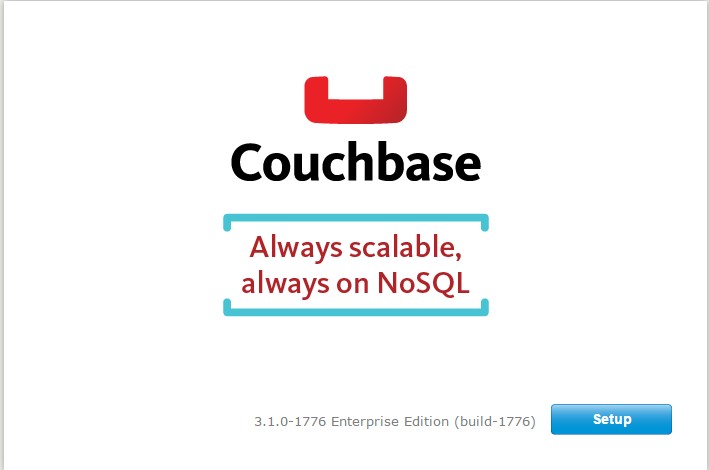 Couchbase
Always scalable,
always on NoSQL
3.1.0-1776 Enterprise Edition (build-1776)
Setup